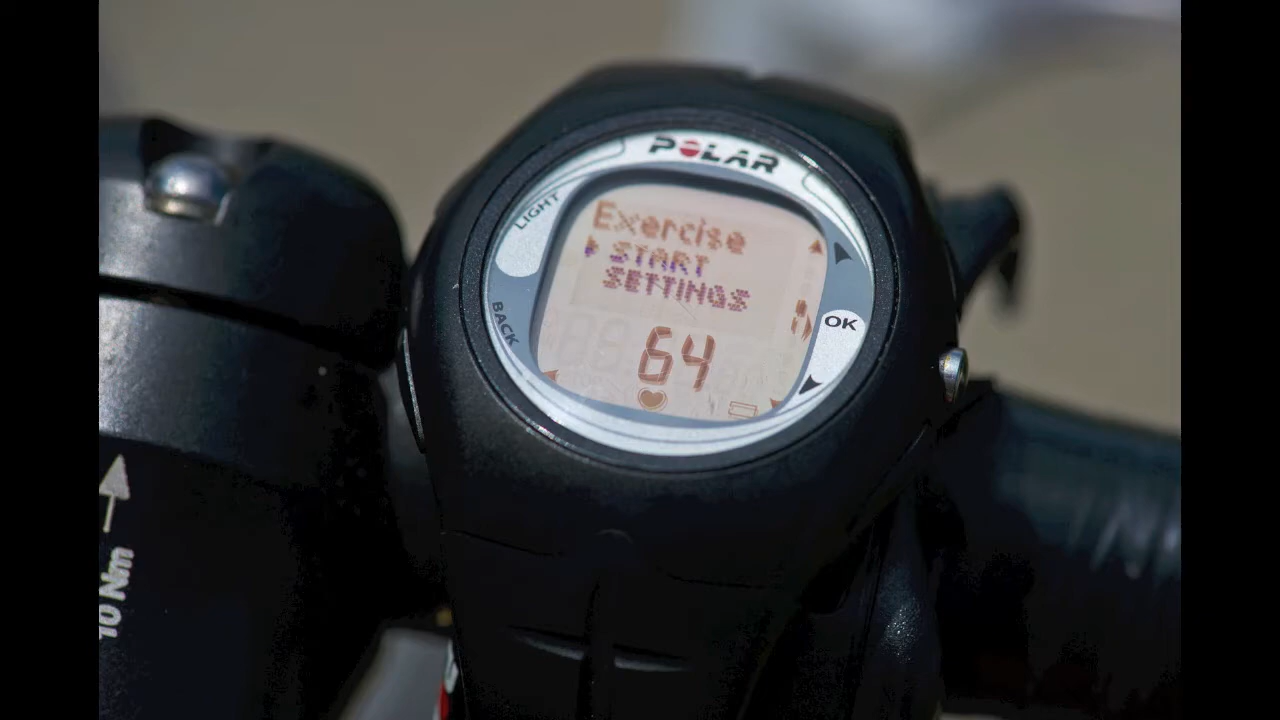 POLAR
LIGHT
Exercise
START
SETTINGS
BACK
OK
64
10 Nm